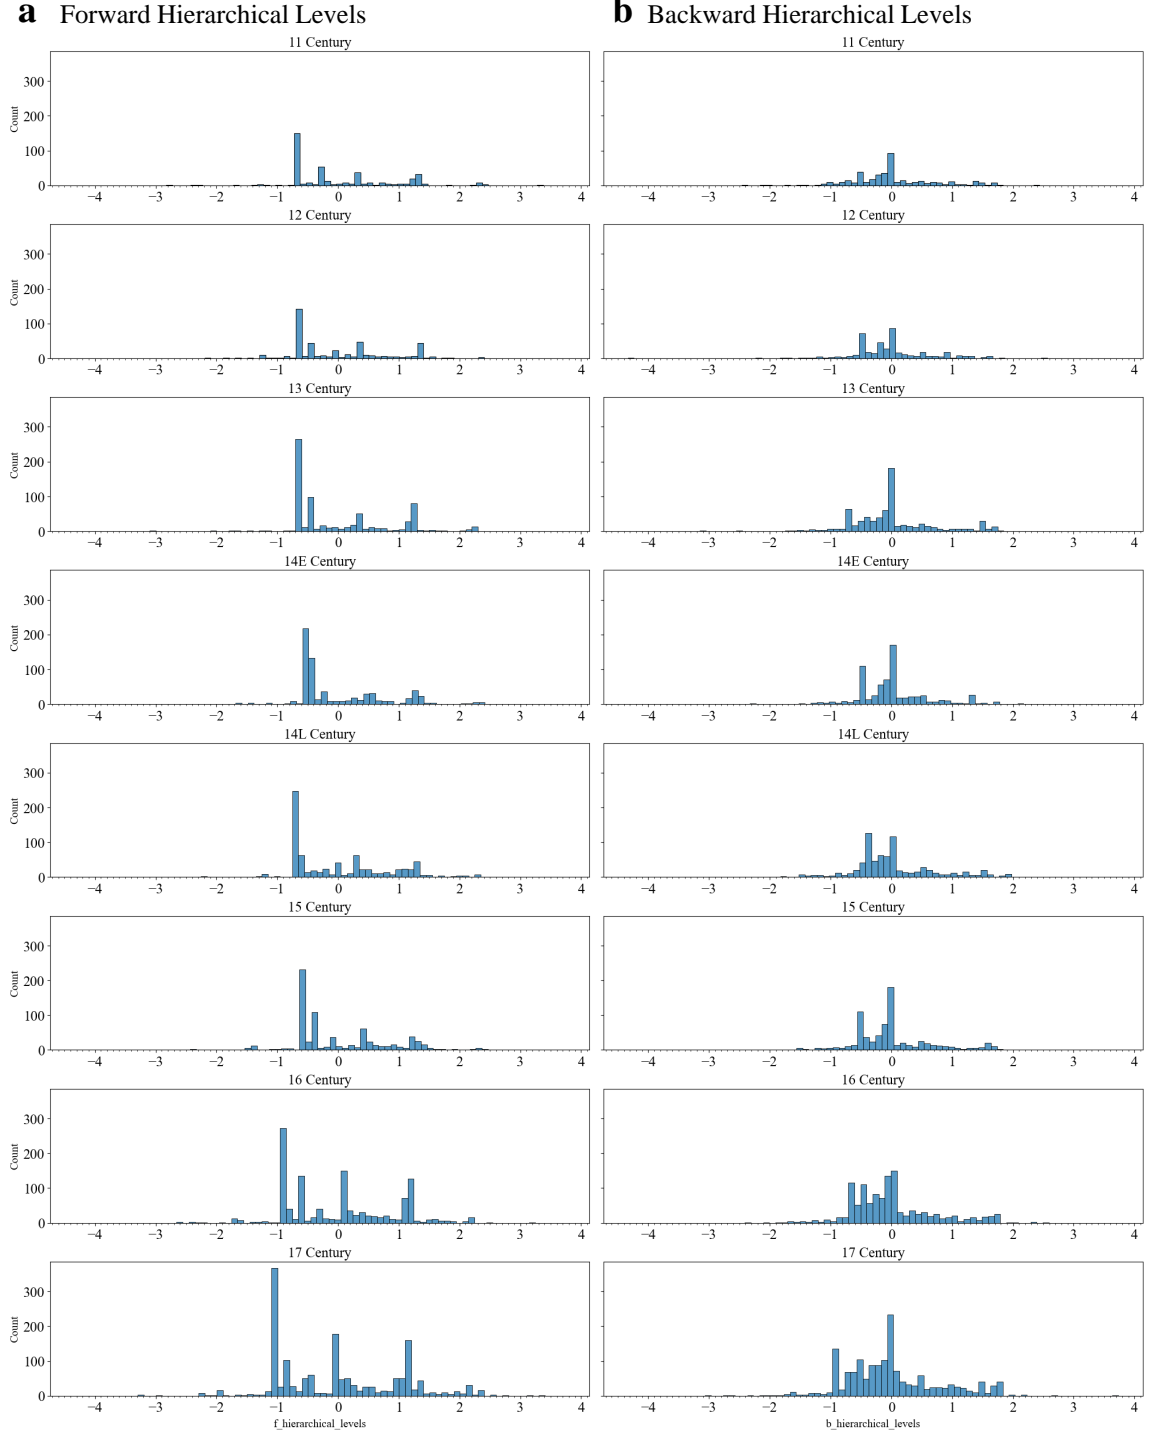 a Forward Hierarchical Levels
b Backward Hierarchical Levels
11 Century
11 Century
Count
300
200
100
0
−4 −3 −2 −1 0 1 2 3 4
−4 −3 −2 −1 0 1 2 3 4
12 Century
12 Century
Count
300
200
100
0
−4 −3 −2 −1 0 1 2 3 4
−4 −3 −2 −1 0 1 2 3 4
13 Century
13 Century
Count
300
200
100
0
−4 −3 −2 −1 0 1 2 3 4
−4 −3 −2 −1 0 1 2 3 4
14E Century
14E Century
Count
300
200
100
0
−4 −3 −2 −1 0 1 2 3 4
−4 −3 −2 −1 0 1 2 3 4
14L Century
14L Century
Count
300
200
100
0
−4 −3 −2 −1 0 1 2 3 4
−4 −3 −2 −1 0 1 2 3 4
15 Century
15 Century
Count
300
200
100
0
−4 −3 −2 −1 0 1 2 3 4
−4 −3 −2 −1 0 1 2 3 4
16 Century
16 Century
Count
300
200
100
0
−4 −3 −2 −1 0 1 2 3 4
−4 −3 −2 −1 0 1 2 3 4
17 Century
17 Century
Count
300
200
100
0
−4 −3 −2 −1 0 1 2 3 4
−4 −3 −2 −1 0 1 2 3 4
f_hierarchical_levels
b_hierarchical_levels